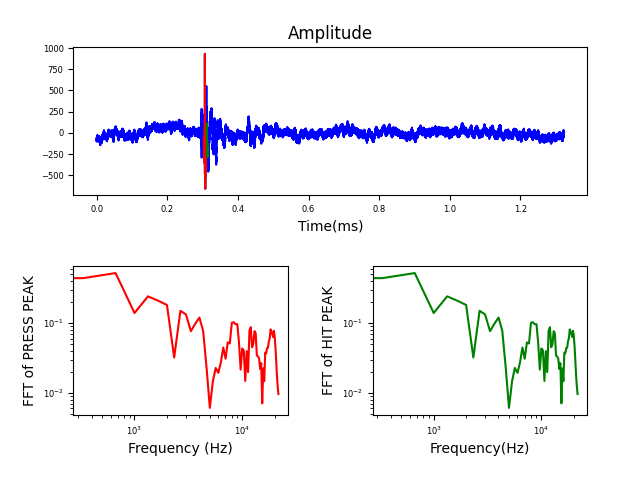 Amplitude
1000
750
500
250
0
−250
−500
0.0 0.2 0.4 0.6 0.8 1.0 1.2
Time(ms)
FFT of PRESS PEAK
10⁻¹
10⁻²
10³ 10⁴
Frequency (Hz)
FFT of HIT PEAK
10⁻¹
10⁻²
10³ 10⁴
Frequency(Hz)